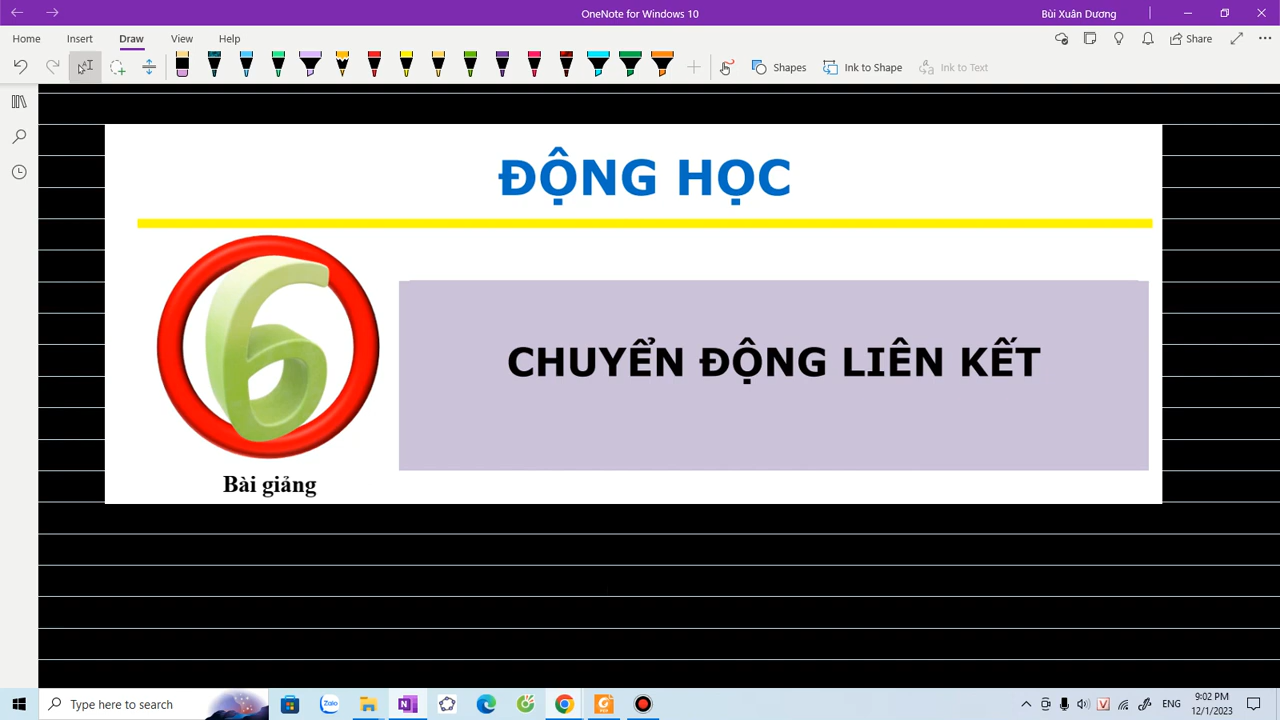 OneNote for Windows 10
Bùi Xuân Dương
Home
Insert
Draw
View
Help
Share
Shapes
Ink to Shape
Ink to Text
ĐỘNG HỌC
6
CHUYỂN ĐỘNG LIÊN KẾT
Bài giảng
Type here to search
Zalo
V
ENG
9:02 PM
12/1/2023